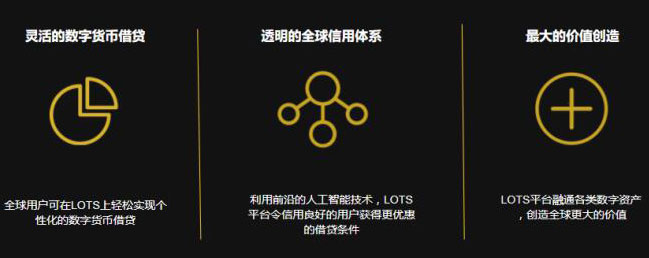 灵活的数字货币借贷
全球用户可在LOTS上轻松实现个
性化的数字货币借贷
透明的全球信用体系
利用前沿的人工智能技术，LOTS
平台令信用良好的用户获得更优惠
的借贷条件
最大的价值创造
LOTS平台融通各类数字资产
，创造全球更大的价值